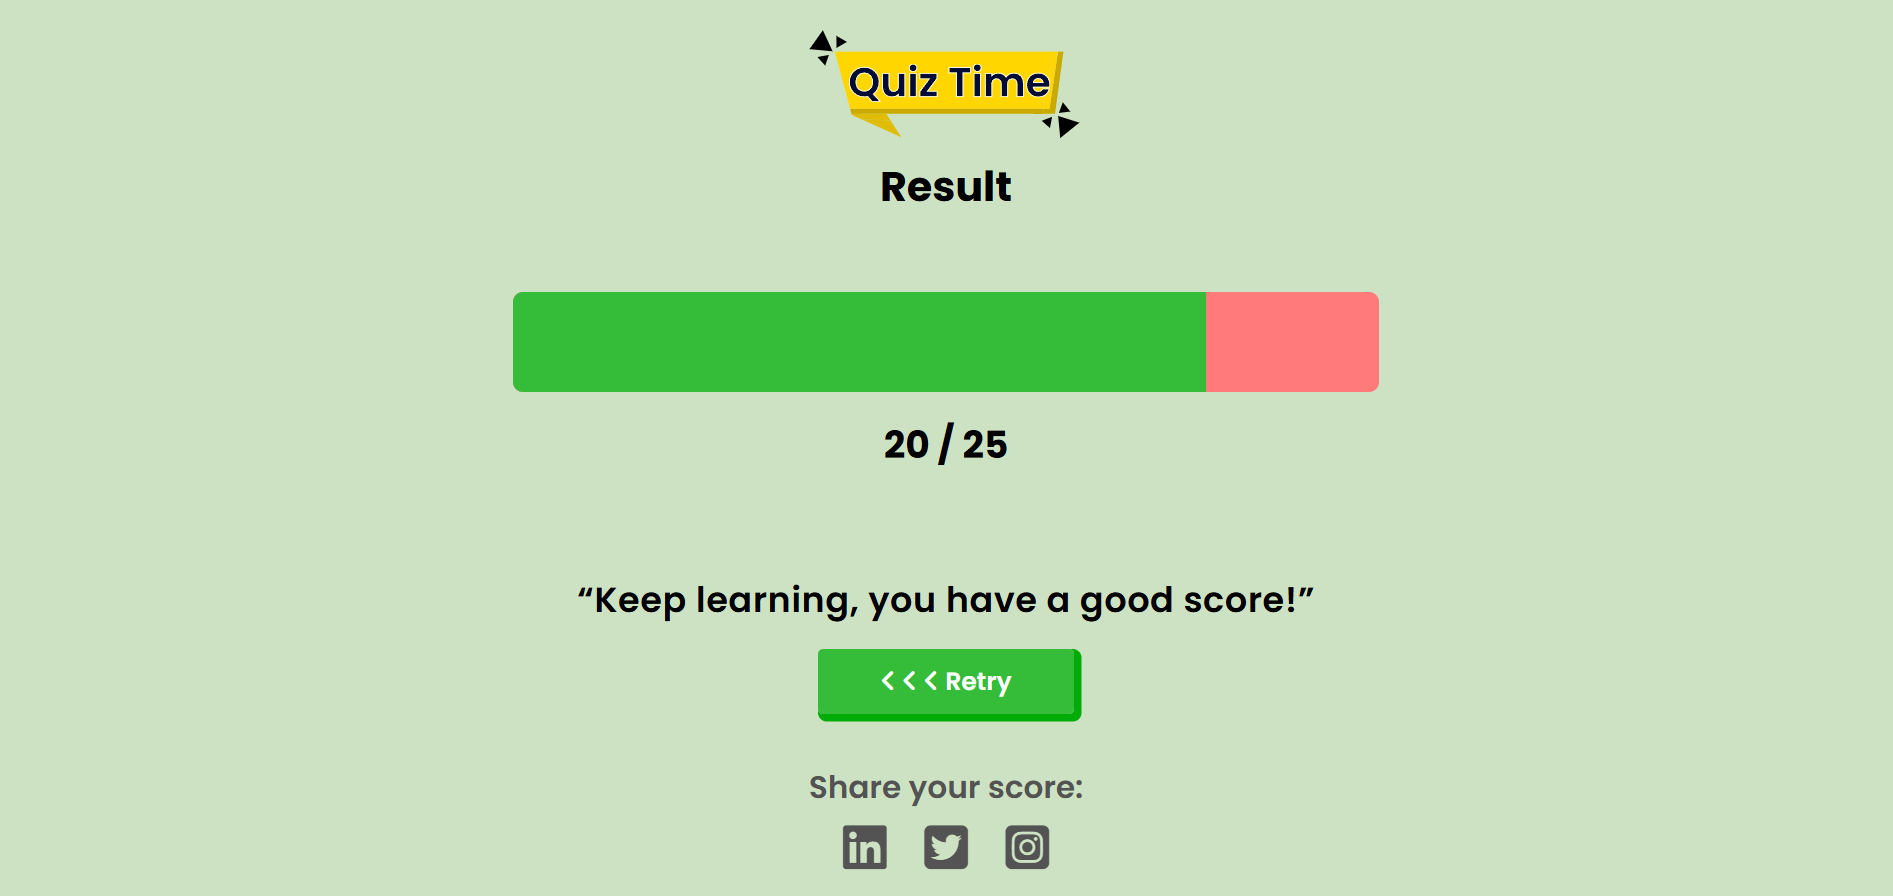 Quiz Time
Result
20 / 25
“Keep learning, you have a good score!”
< < < Retry
Share your score:
in